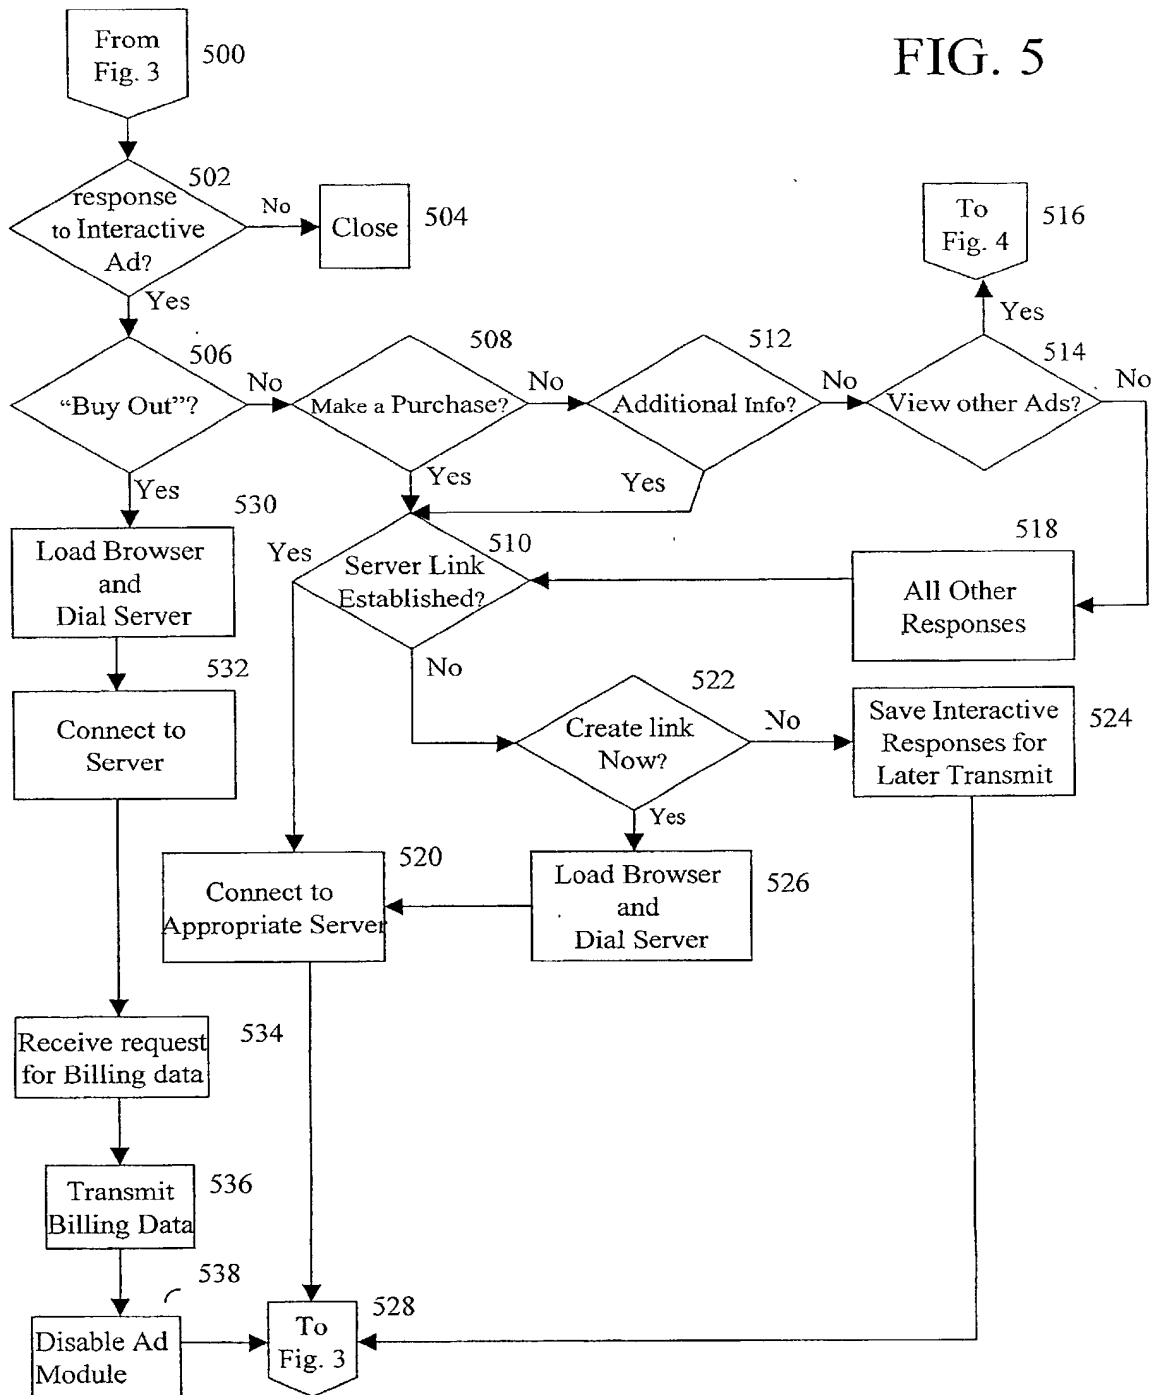 From
Fig. 3
500
FIG. 5
502
response
to Interactive
Ad?
No
Close
504
To
Fig. 4
516
Yes
Yes
506
"Buy Out"?
No
508
Make a Purchase?
No
512
Additional Info?
No
514
View other Ads?
No
Yes
Yes
Yes
530
Load Browser
and
Dial Server
Yes
510
Server Link
Established?
518
All Other
Responses
No
532
Connect to
Server
522
Create link
Now?
No
Save Interactive
Responses for
Later Transmit
524
Yes
520
Connect to
Appropriate Server
Load Browser
and
Dial Server
526
Receive request
for Billing data
534
Transmit
Billing Data
536
538
Disable Ad
Module
To
Fig. 3
528